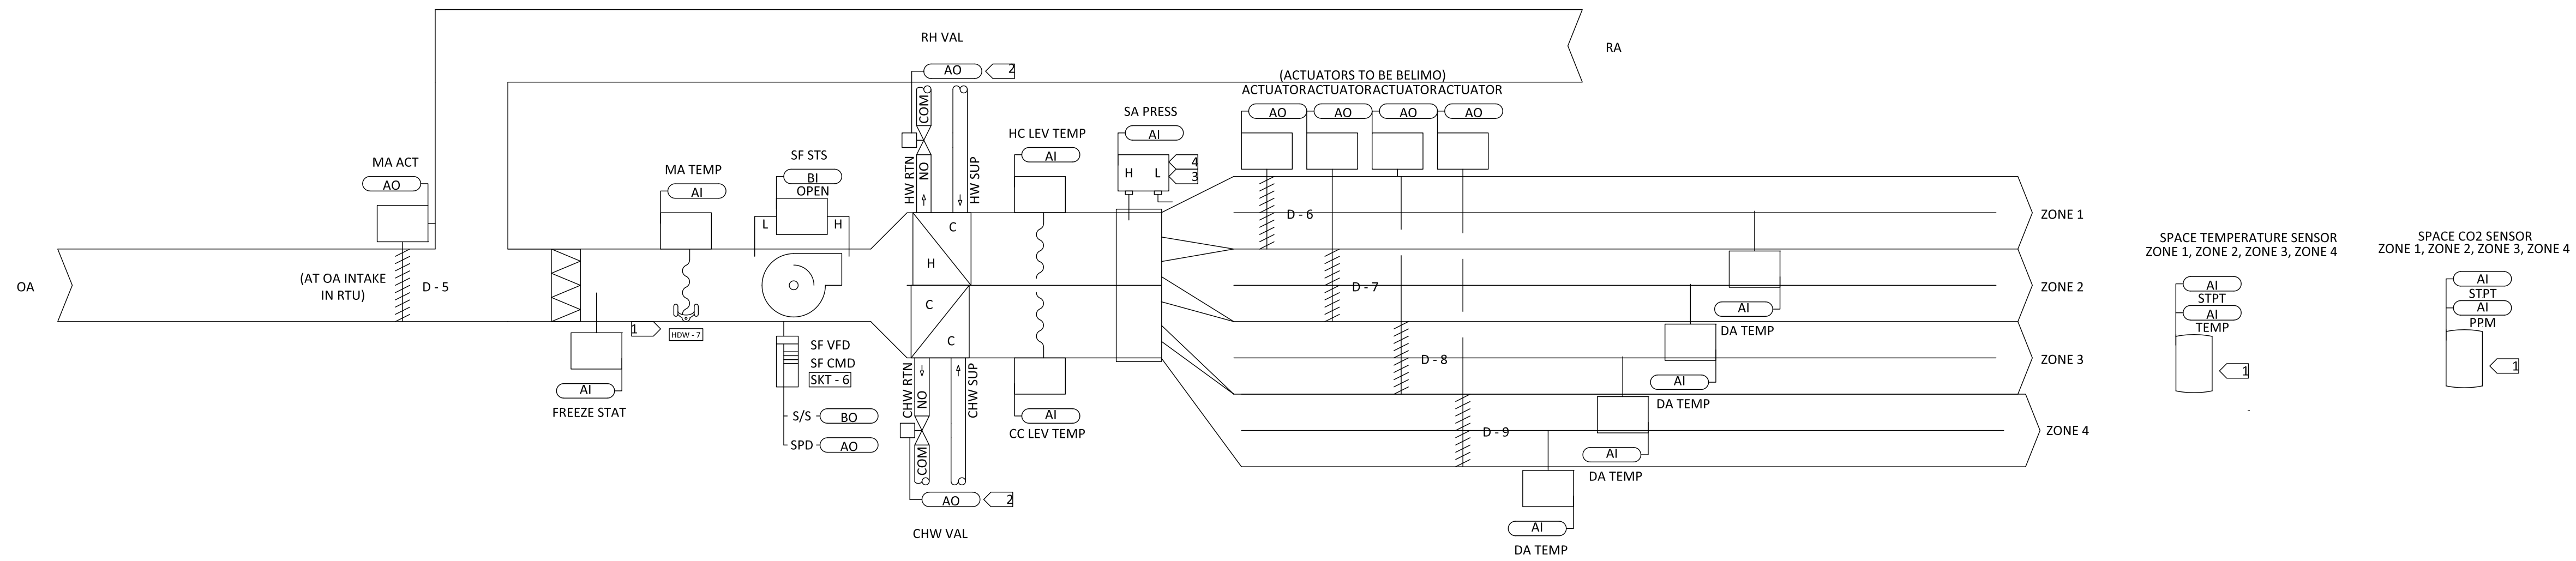 RH VAL
RA
AO
2
(ACTUATORS TO BE BELIMO)
ACTUATOR ACTUATOR ACTUATOR ACTUATOR
AO AO AO AO
SA PRESS
AI
HC LEV TEMP
AI
COM
NO
HW RTN
HW SUP
SF STS
BI
OPEN
L H
MA TEMP
AI
MA ACT
AO
H L
4
3
OA
(AT OA INTAKE
IN RTU)
D - 5
C
H
C
C
D - 6
D - 7
D - 8
D - 9
ZONE 1
ZONE 2
ZONE 3
ZONE 4
AI
DA TEMP
AI
DA TEMP
AI
DA TEMP
AI
DA TEMP
1
HDW - 7
AI
FREEZE STAT
SF VFD
SF CMD
SKT - 6
S/S BO
SPD AO
CHW RTN
NO
COM
CHW SUP
AI
CC LEV TEMP
AO
2
CHW VAL
SPACE TEMPERATURE SENSOR
ZONE 1, ZONE 2, ZONE 3, ZONE 4
AI
STPT
AI
TEMP
1
SPACE CO2 SENSOR
ZONE 1, ZONE 2, ZONE 3, ZONE 4
AI
STPT
AI
PPM
1